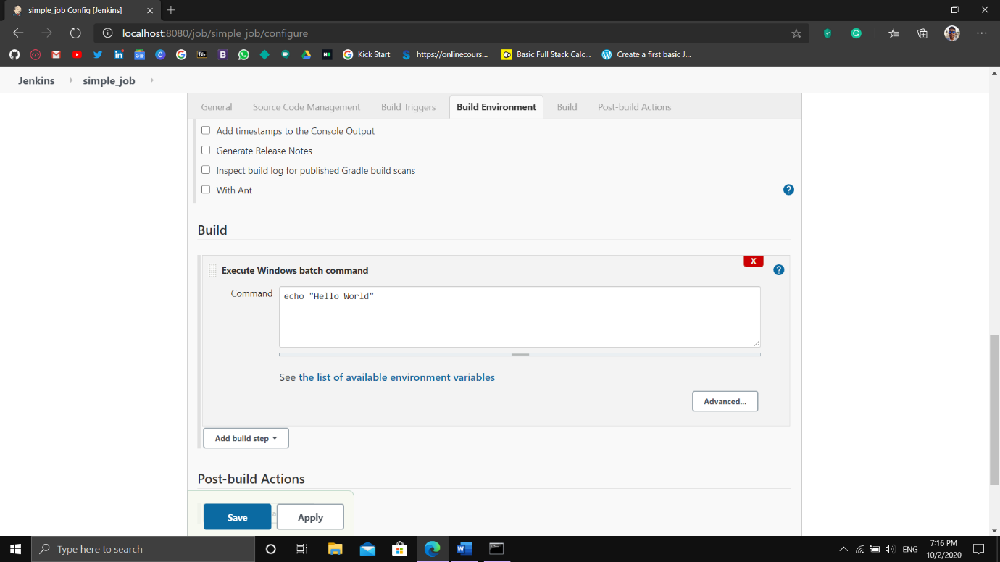 simple_job Config [Jenkins]
localhost:8080/job/simple_job/configure
Kick Start
https://onlinecours...
Basic Full Stack Calc...
Create a first basic J...
Jenkins
simple_job
General
Source Code Management
Build Triggers
Build Environment
Build
Post-build Actions
Add timestamps to the Console Output
Generate Release Notes
Inspect build log for published Gradle build scans
With Ant
?
Build
X
Execute Windows batch command
?
Command
echo "Hello World"
See the list of available environment variables
Advanced...
Add build step
Post-build Actions
Save
Apply
Type here to search
ENG
7:16 PM
10/2/2020